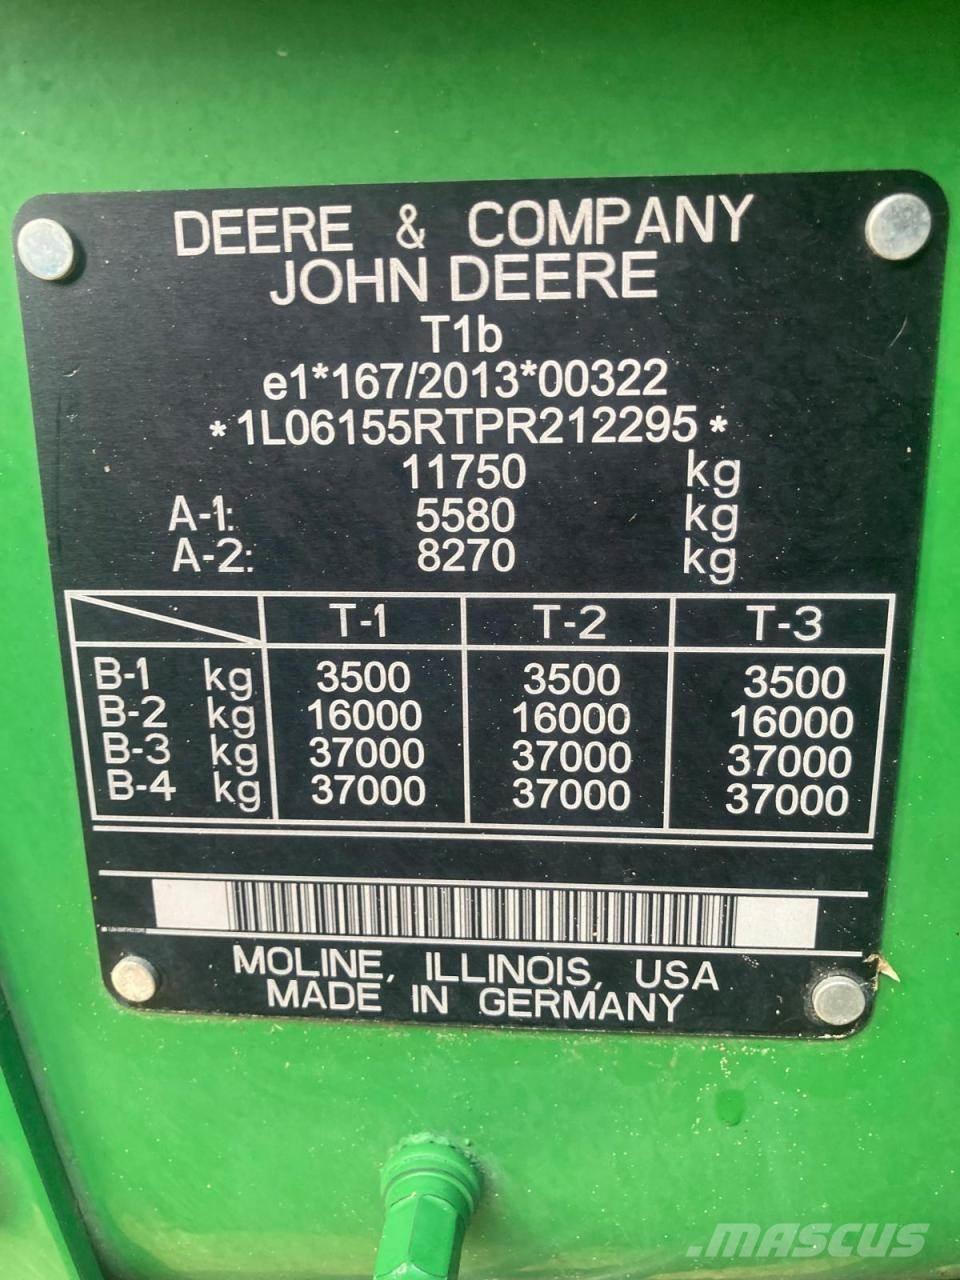 DEERE & COMPANY
JOHN DEERE
T1b
e1*167/2013*00322
*1L06155RTPR212295*
11750 kg
A-1: 5580 kg
A-2: 8270 kg
T-1 T-2 T-3
B-1 kg 3500 3500 3500
B-2 kg 16000 16000 16000
B-3 kg 37000 37000 37000
B-4 kg 37000 37000 37000
MOLINE, ILLINOIS, USA
MADE IN GERMANY
MASCUS